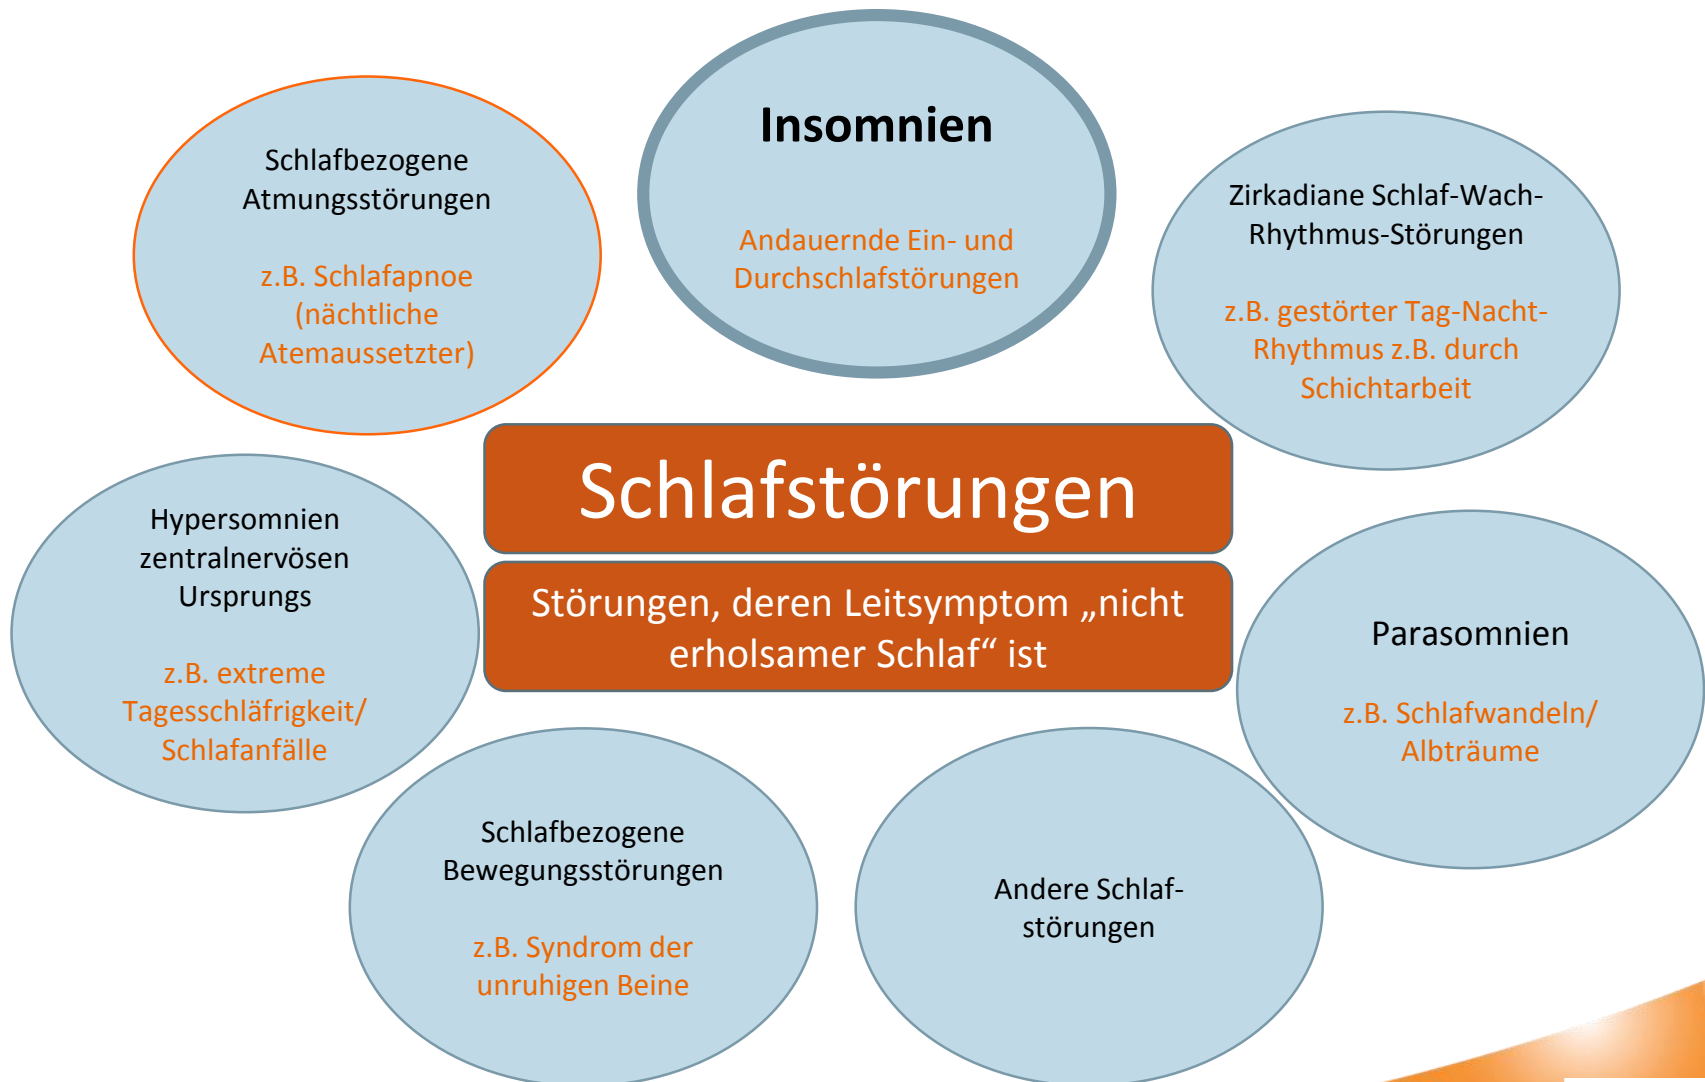 Insomnien
Andauernde Ein- und
Durchschlafstörungen
Schlafbezogene
Atmungsstörungen
z.B. Schlafapnoe
(nächtliche
Atemaussetzter)
Zirkadiane Schlaf-Wach-
Rhythmus-Störungen
z.B. gestörter Tag-Nacht-
Rhythmus z.B. durch
Schichtarbeit
Schlafstörungen
Störungen, deren Leitsymptom „nicht
erholsamer Schlaf“ ist
Hypersomnien
zentralnervösen
Ursprungs
z.B. extreme
Tagesschläfrigkeit/
Schlafanfälle
Parasomnien
z.B. Schlafwandeln/
Albträume
Schlafbezogene
Bewegungsstörungen
z.B. Syndrom der
unruhigen Beine
Andere Schlaf-
störungen